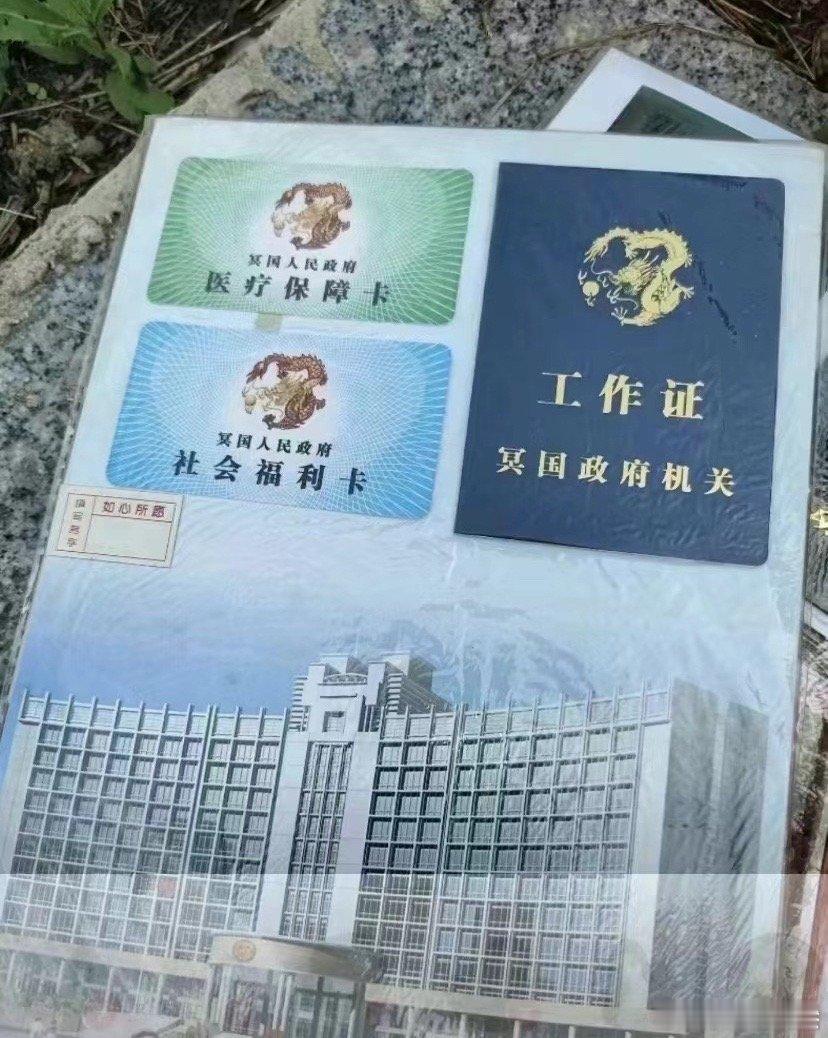 冥国人民政府
医疗保障卡
冥国人民政府
社会福利卡
工作证
冥国政府机关
如心所愿